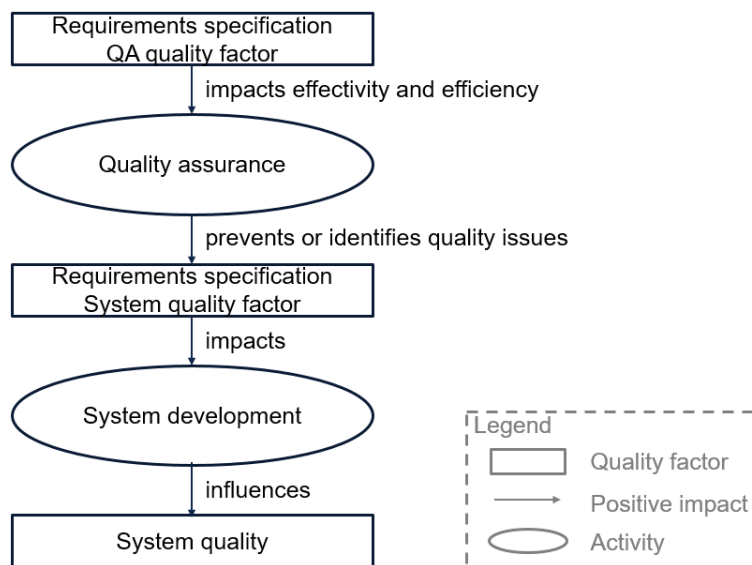 Requirements specification
QA quality factor
impacts effectivity and efficiency
Quality assurance
prevents or identifies quality issues
Requirements specification
System quality factor
impacts
System development
influences
System quality
Legend
Quality factor
Positive impact
Activity